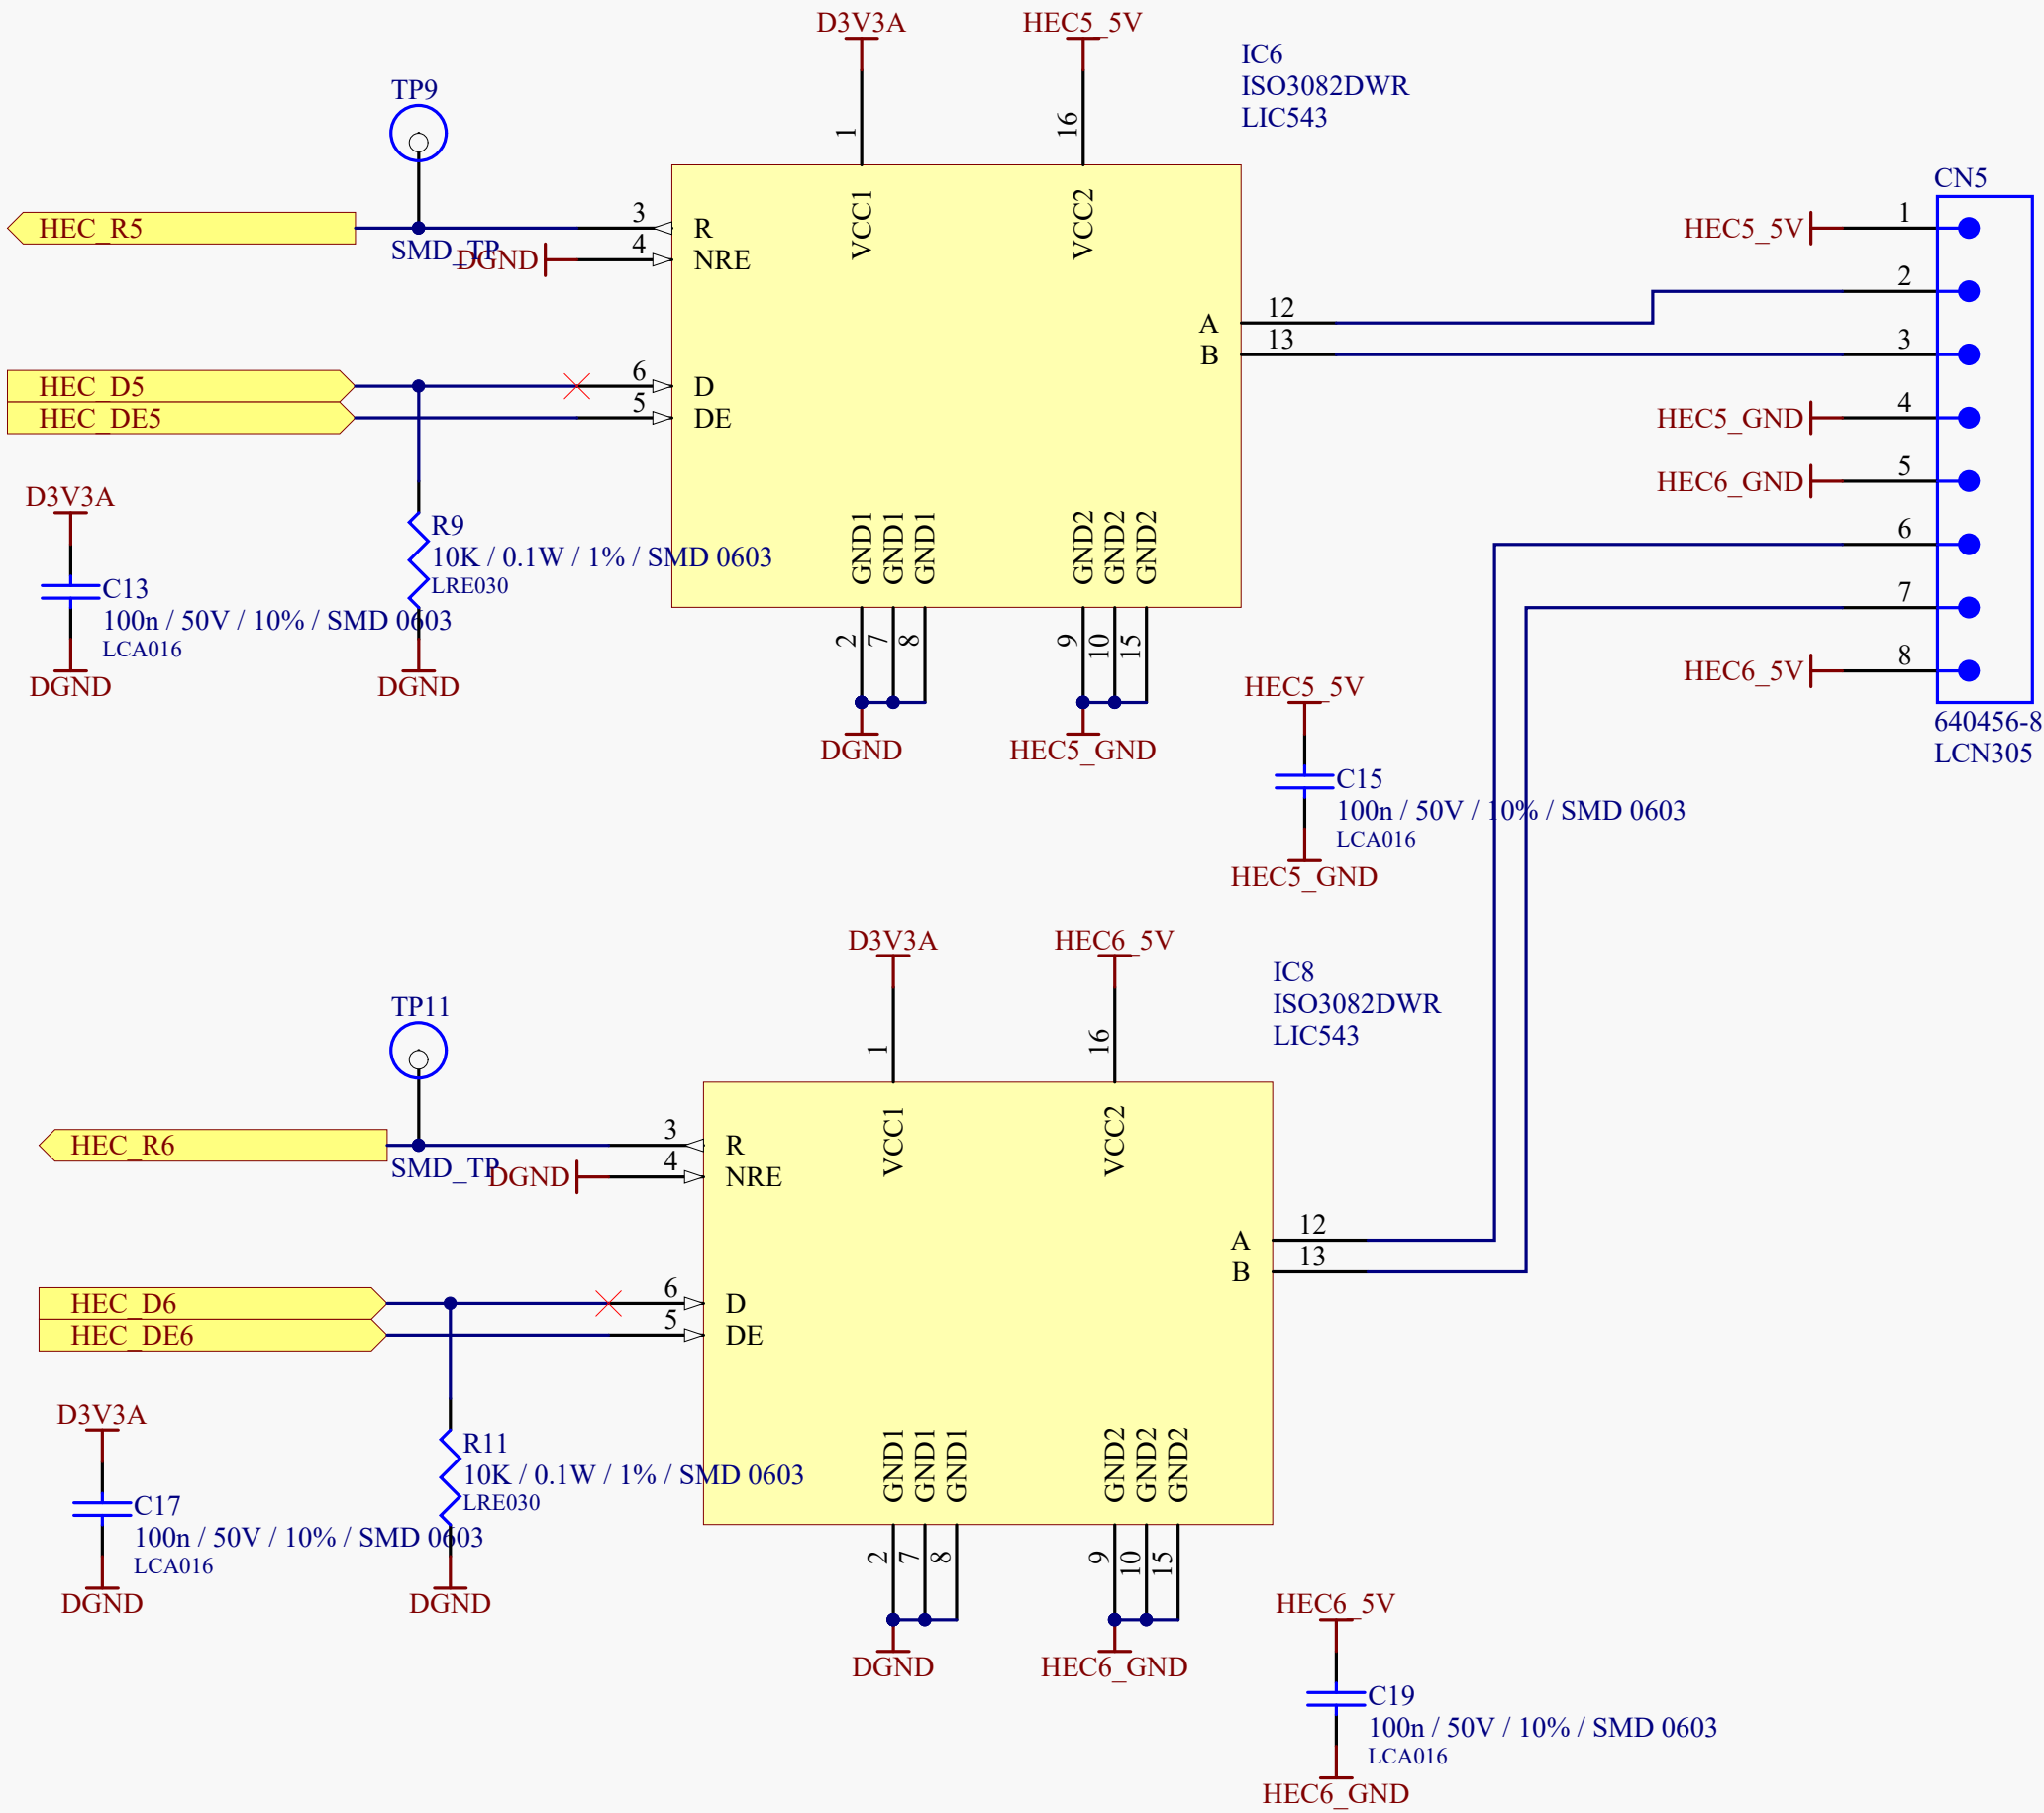 D3V3A
HEC5_5V
IC6
ISO3082DWR
LIC543
TP9
1
16
VCC1
VCC2
CN5
HEC_R5
SMD_TP
3
R
DGND
4
NRE
HEC5_5V
1
2
12
A
13
B
3
HEC_D5
6
D
HEC_DE5
5
DE
HEC5_GND
4
HEC6_GND
5
6
7
HEC6_5V
8
640456-8
LCN305
D3V3A
C13
100n / 50V / 10% / SMD 0603
LCA016
DGND
R9
10K / 0.1W / 1% / SMD 0603
LRE030
DGND
GND1
GND1
GND1
GND2
GND2
GND2
2
7
8
9
10
15
DGND
HEC5_GND
HEC5_5V
C15
100n / 50V / 10% / SMD 0603
LCA016
HEC5_GND
D3V3A
HEC6_5V
IC8
ISO3082DWR
LIC543
TP11
1
16
VCC1
VCC2
HEC_R6
SMD_TP
3
R
DGND
4
NRE
12
A
13
B
HEC_D6
6
D
HEC_DE6
5
DE
D3V3A
C17
100n / 50V / 10% / SMD 0603
LCA016
DGND
R11
10K / 0.1W / 1% / SMD 0603
LRE030
DGND
GND1
GND1
GND1
GND2
GND2
GND2
2
7
8
9
10
15
DGND
HEC6_GND
HEC6_5V
C19
100n / 50V / 10% / SMD 0603
LCA016
HEC6_GND